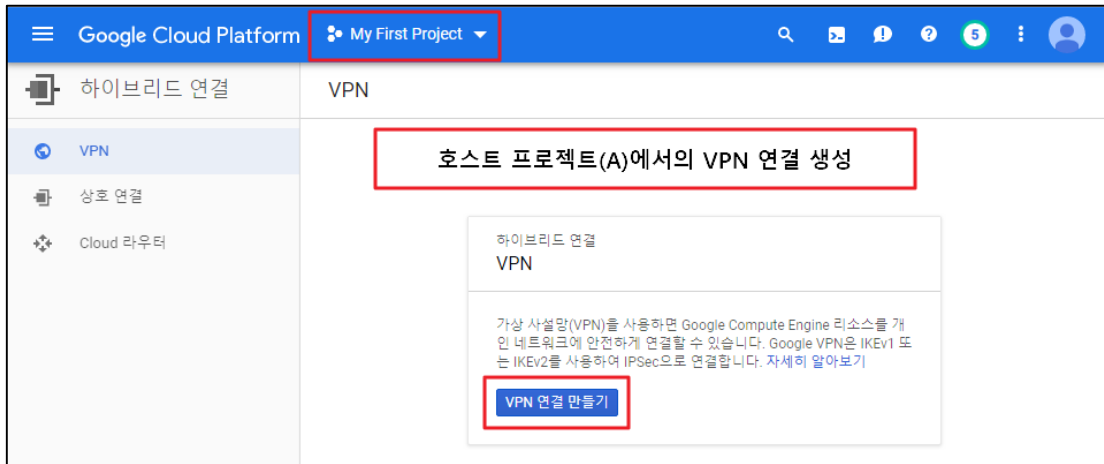 Google Cloud Platform
My First Project
5
하이브리드 연결
VPN
VPN
상호 연결
Cloud 라우터
호스트 프로젝트(A)에서의 VPN 연결 생성
하이브리드 연결
VPN
가상 사설망(VPN)을 사용하면 Google Compute Engine 리소스를 개
인 네트워크에 안전하게 연결할 수 있습니다. Google VPN은 IKEv1 또
는 IKEv2를 사용하여 IPSec으로 연결합니다. 자세히 알아보기
VPN 연결 만들기